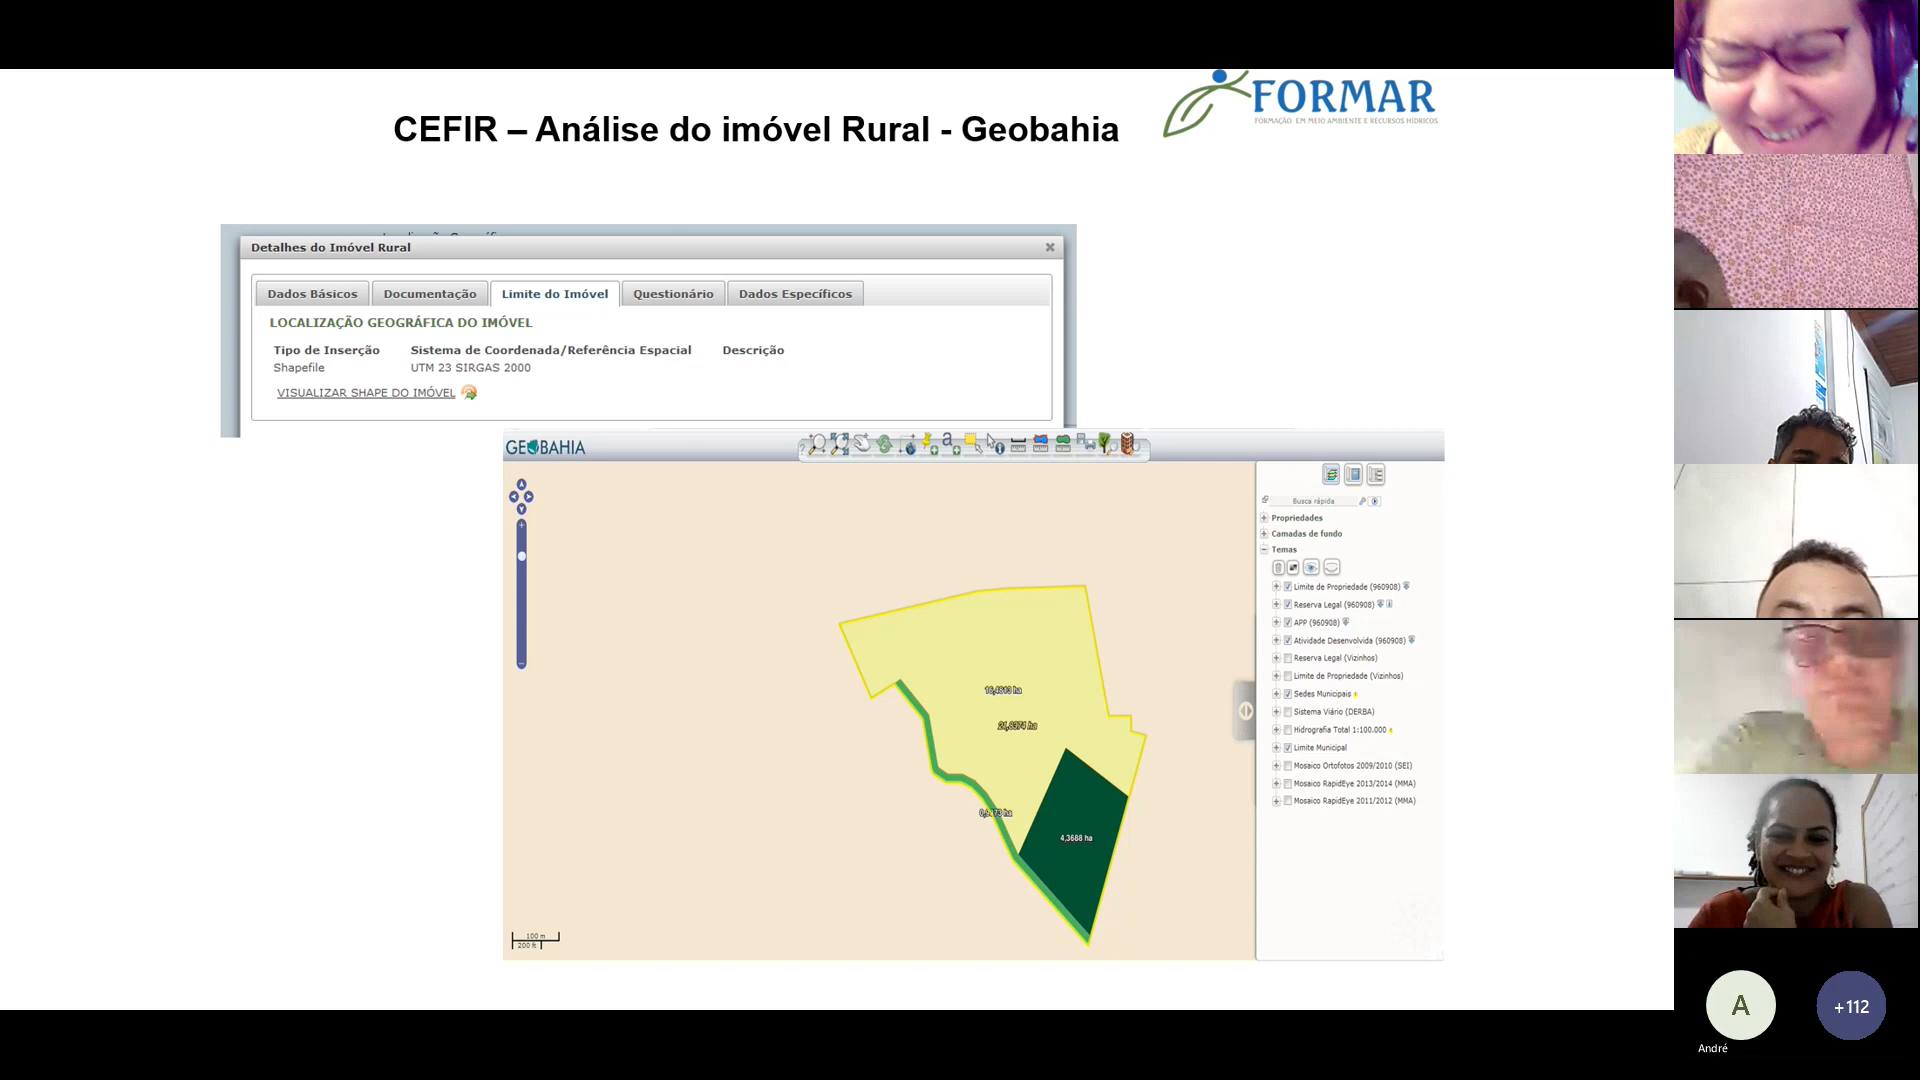 CEFIR – Análise do imóvel Rural - Geobahia
FORMAR
FORMAÇÃO EM MEIO AMBIENTE E RECURSOS HÍDRICOS
Detalhes do Imóvel Rural
Dados Básicos
Documentação
Limite do Imóvel
Questionário
Dados Específicos
LOCALIZAÇÃO GEOGRÁFICA DO IMÓVEL
Tipo de Inserção Sistema de Coordenada/Referência Espacial Descrição
Shapefile UTM 23 SIRGAS 2000
VISUALIZAR SHAPE DO IMÓVEL
GEOBAHIA
Busca rápida
Propriedades
Camadas de fundo
Temas
Limite de Propriedade (960908)
Reserva Legal (960908)
APP (960908)
Atividade Desenvolvida (960908)
Reserva Legal (Vizinhos)
Limite de Propriedade (Vizinhos)
Sedes Municipais
Sistema Viário (DERBA)
Hidrografia Total 1:100.000
Limite Municipal
Mosaico Ortofotos 2009/2010 (SEI)
Mosaico RapidEye 2013/2014 (MMA)
Mosaico RapidEye 2011/2012 (MMA)
4,3688 ha
100 m
200 ft
A
André
+112